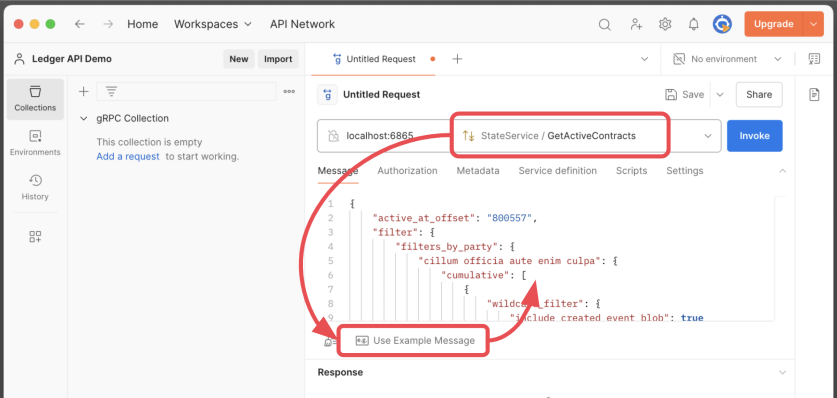 Home Workspaces API Network Upgrade
Ledger API Demo New Import Untitled Request No environment
Collections
Environments
History
gRPC Collection
This collection is empty
Add a request to start working.
Untitled Request Save Share
localhost:6865 StateService / GetActiveContracts Invoke
Message Authorization Metadata Service definition Scripts Settings
1 {
2 "active_at_offset": "800557",
3 "filter": {
4 "filters_by_party": {
5 "cillum officia aute enim culpa": {
6 "cumulative": [
7 {
8 "wildcard_filter": {
9 "include_created_event_blob": true
Use Example Message
Response